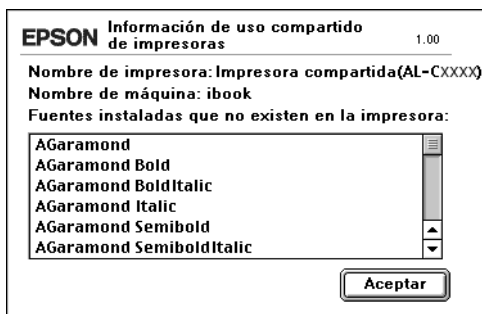 EPSON Información de uso compartido
de impresoras 1.00
Nombre de impresora: Impresora compartida(AL-CXXXX)
Nombre de máquina: ibook
Fuentes instaladas que no existen en la impresora:
AGaramond
AGaramond Bold
AGaramond BoldItalic
AGaramond Italic
AGaramond Semibold
AGaramond SemiboldItalic
Aceptar